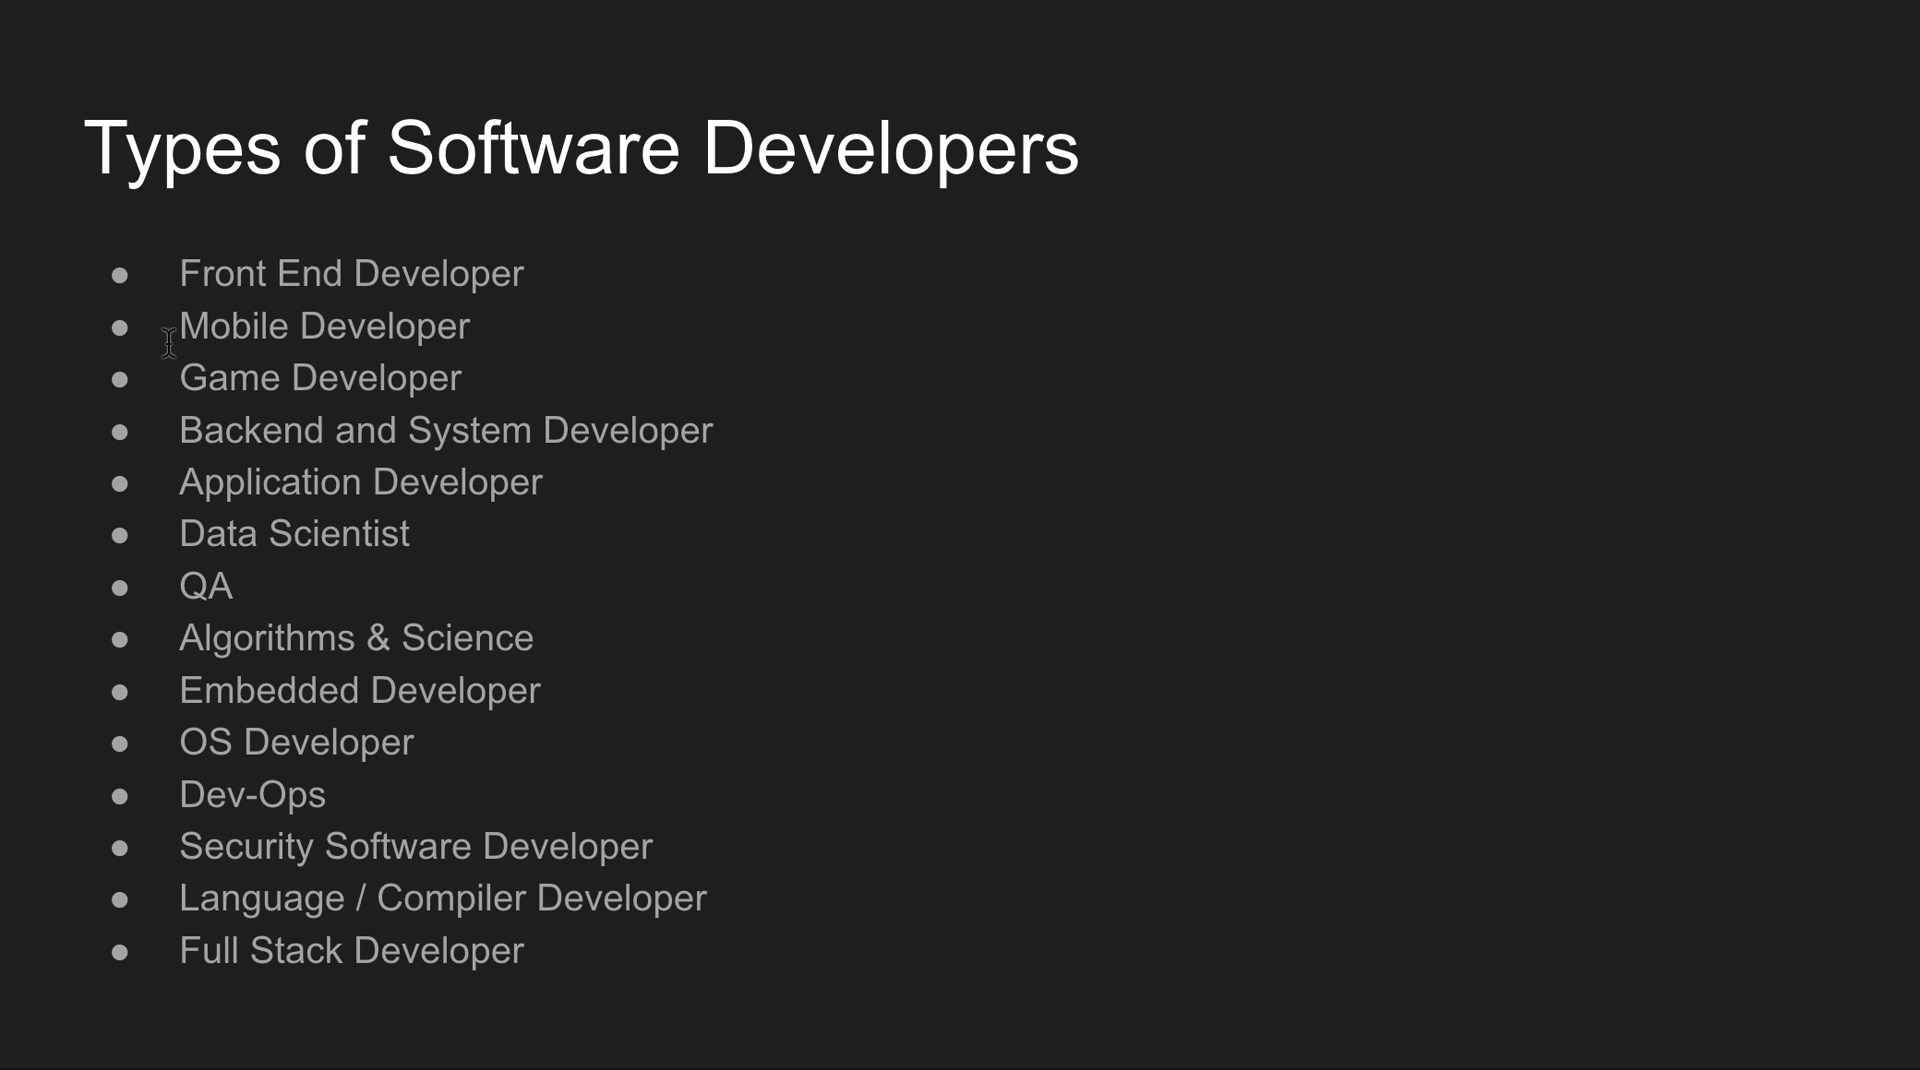 Types of Software Developers
● Front End Developer
● Mobile Developer
● Game Developer
● Backend and System Developer
● Application Developer
● Data Scientist
● QA
● Algorithms & Science
● Embedded Developer
● OS Developer
● Dev-Ops
● Security Software Developer
● Language / Compiler Developer
● Full Stack Developer